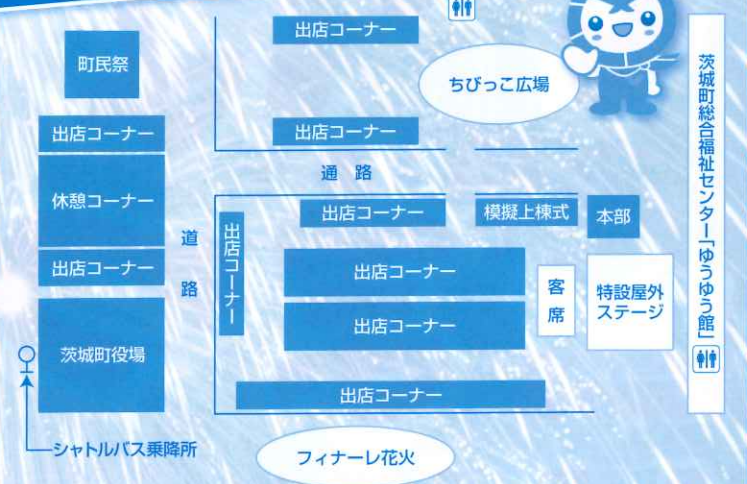 出店コーナー
町民祭
ちびっこ広場
出店コーナー
出店コーナー
通路
休憩コーナー
出店コーナー
模擬上棟式
本部
道路
出店コーナー
出店コーナー
出店コーナー
客席
特設屋外
ステージ
出店コーナー
茨城町役場
出店コーナー
シャトルバス乗降所
フィナーレ花火
茨城町総合福祉センター「ゆうゆう館」